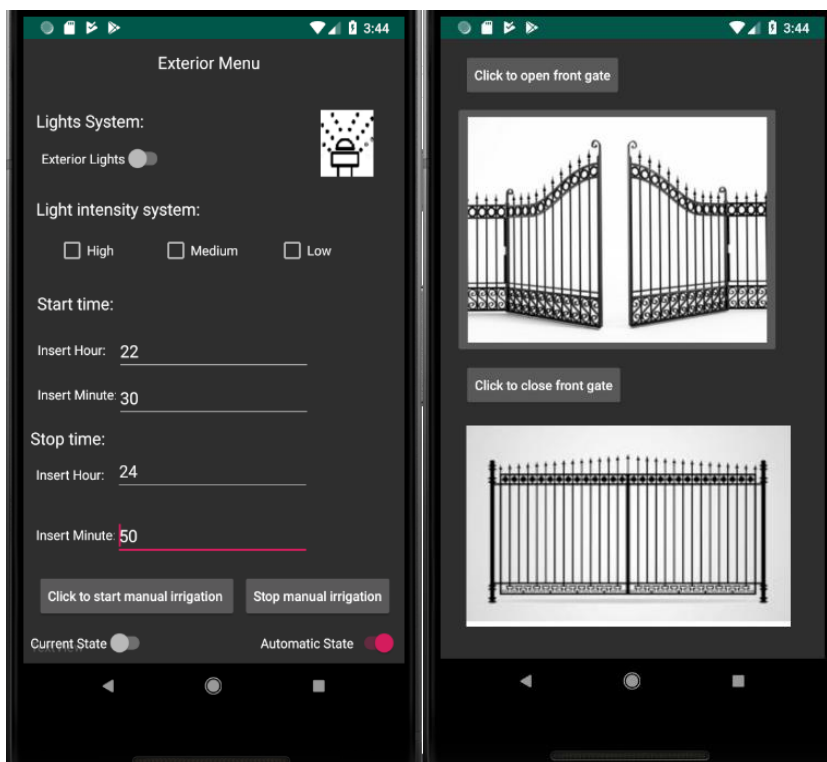 3:44
Exterior Menu
Lights System:
Exterior Lights
Light intensity system:
High Medium Low
Start time:
Insert Hour: 22
Insert Minute: 30
Stop time:
Insert Hour: 24
Insert Minute: 50
Click to start manual irrigation Stop manual irrigation
Current State Automatic State
3:44
Click to open front gate
Click to close front gate